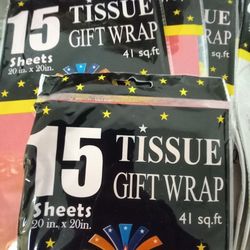 15 TISSUE
GIFT WRAP
Sheets
41 sq.ft
20 in. x 20in.
15 TISSUE
GIFT WRAP
Sheets
41 sq.ft
20 in. x 20in.